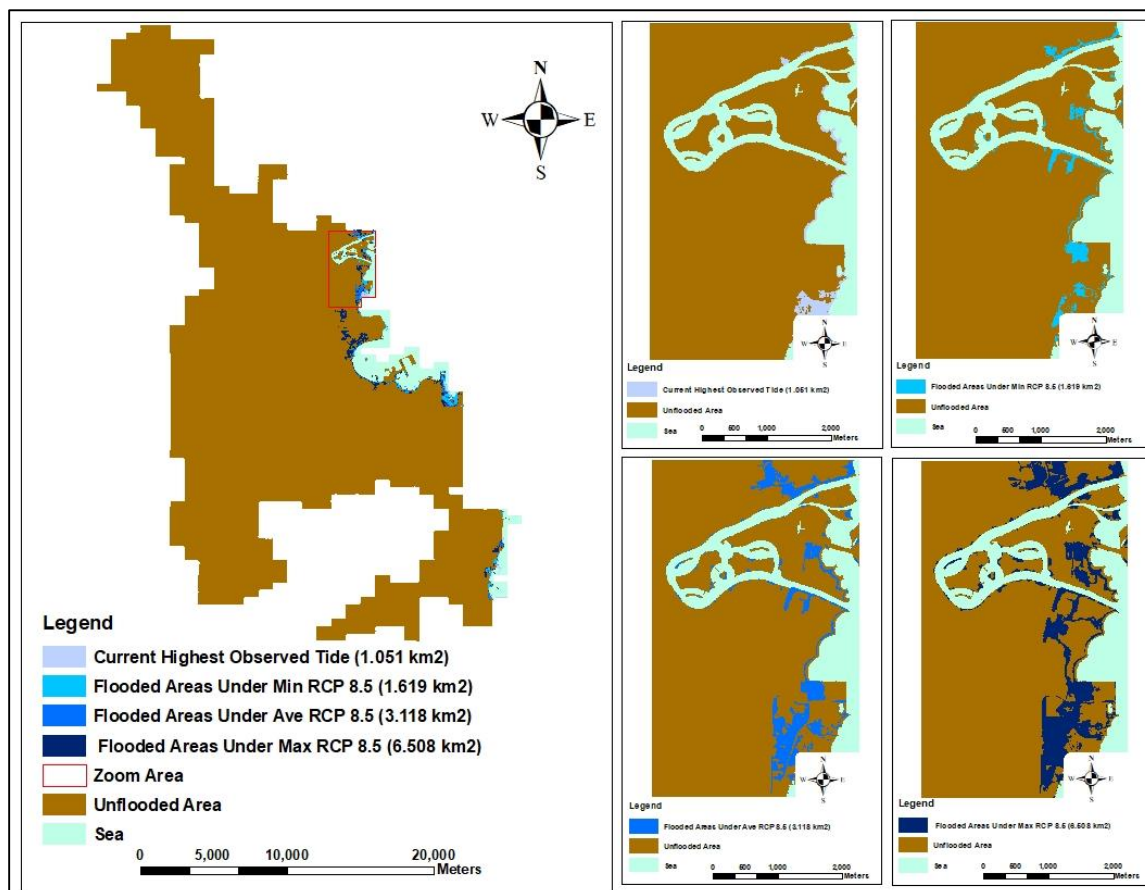 N
W E
S
Legend
Current Highest Observed Tide (1.051 km2)
Flooded Areas Under Min RCP 8.5 (1.619 km2)
Flooded Areas Under Ave RCP 8.5 (3.118 km2)
Flooded Areas Under Max RCP 8.5 (6.508 km2)
Zoom Area
Unflooded Area
Sea
0 5,000 10,000 20,000
Meters
N
W E
S
Legend
Current Highest Observed Tide (1.051 km2)
Unflooded Area
Sea
0 500 1,000 2,000
Meters
N
W E
S
Legend
Flooded Areas Under Min RCP 8.5 (1.619 km2)
Unflooded Area
Sea
0 500 1,000 2,000
Meters
N
W E
S
Legend
Flooded Areas Under Ave RCP 8.5 (3.118 km2)
Unflooded Area
Sea
0 500 1,000 2,000
Meters
N
W E
S
Legend
Flooded Areas Under Max RCP 8.5 (6.508 km2)
Unflooded Area
Sea
0 500 1,000 2,000
Meters